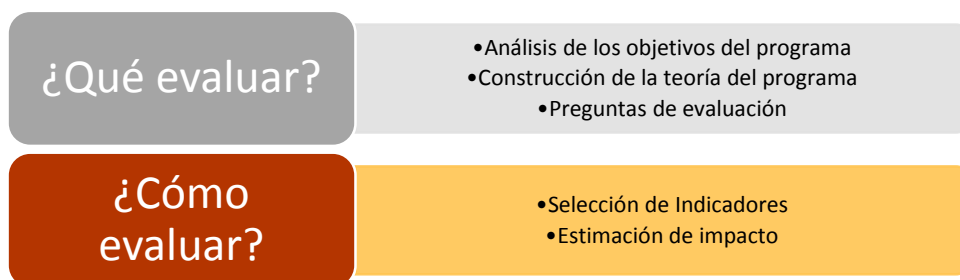 ¿Qué evaluar?
•Análisis de los objetivos del programa
•Construcción de la teoría del programa
•Preguntas de evaluación
¿Cómo
evaluar?
•Selección de Indicadores
•Estimación de impacto